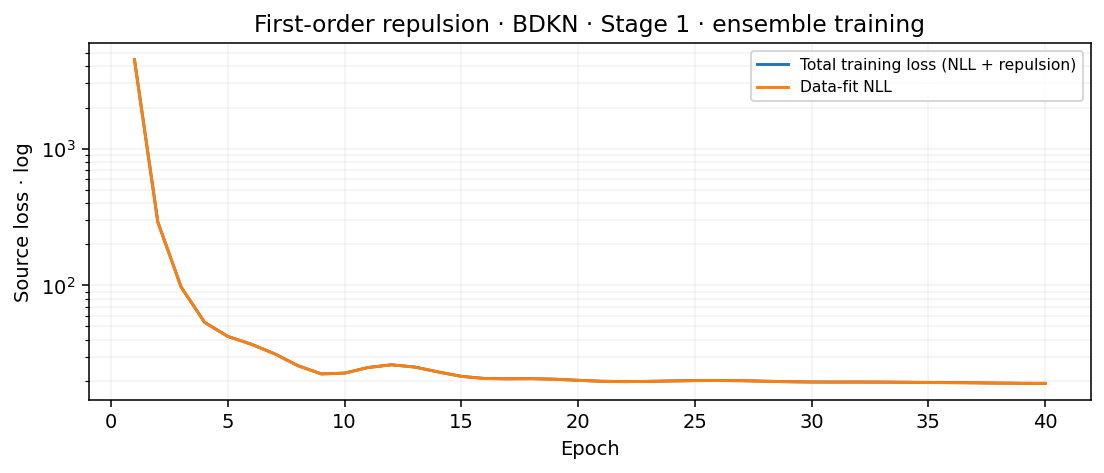 First-order repulsion · BDKN · Stage 1 · ensemble training
Total training loss (NLL + repulsion)
Data-fit NLL
Source loss · log
10³
10²
0 5 10 15 20 25 30 35 40
Epoch